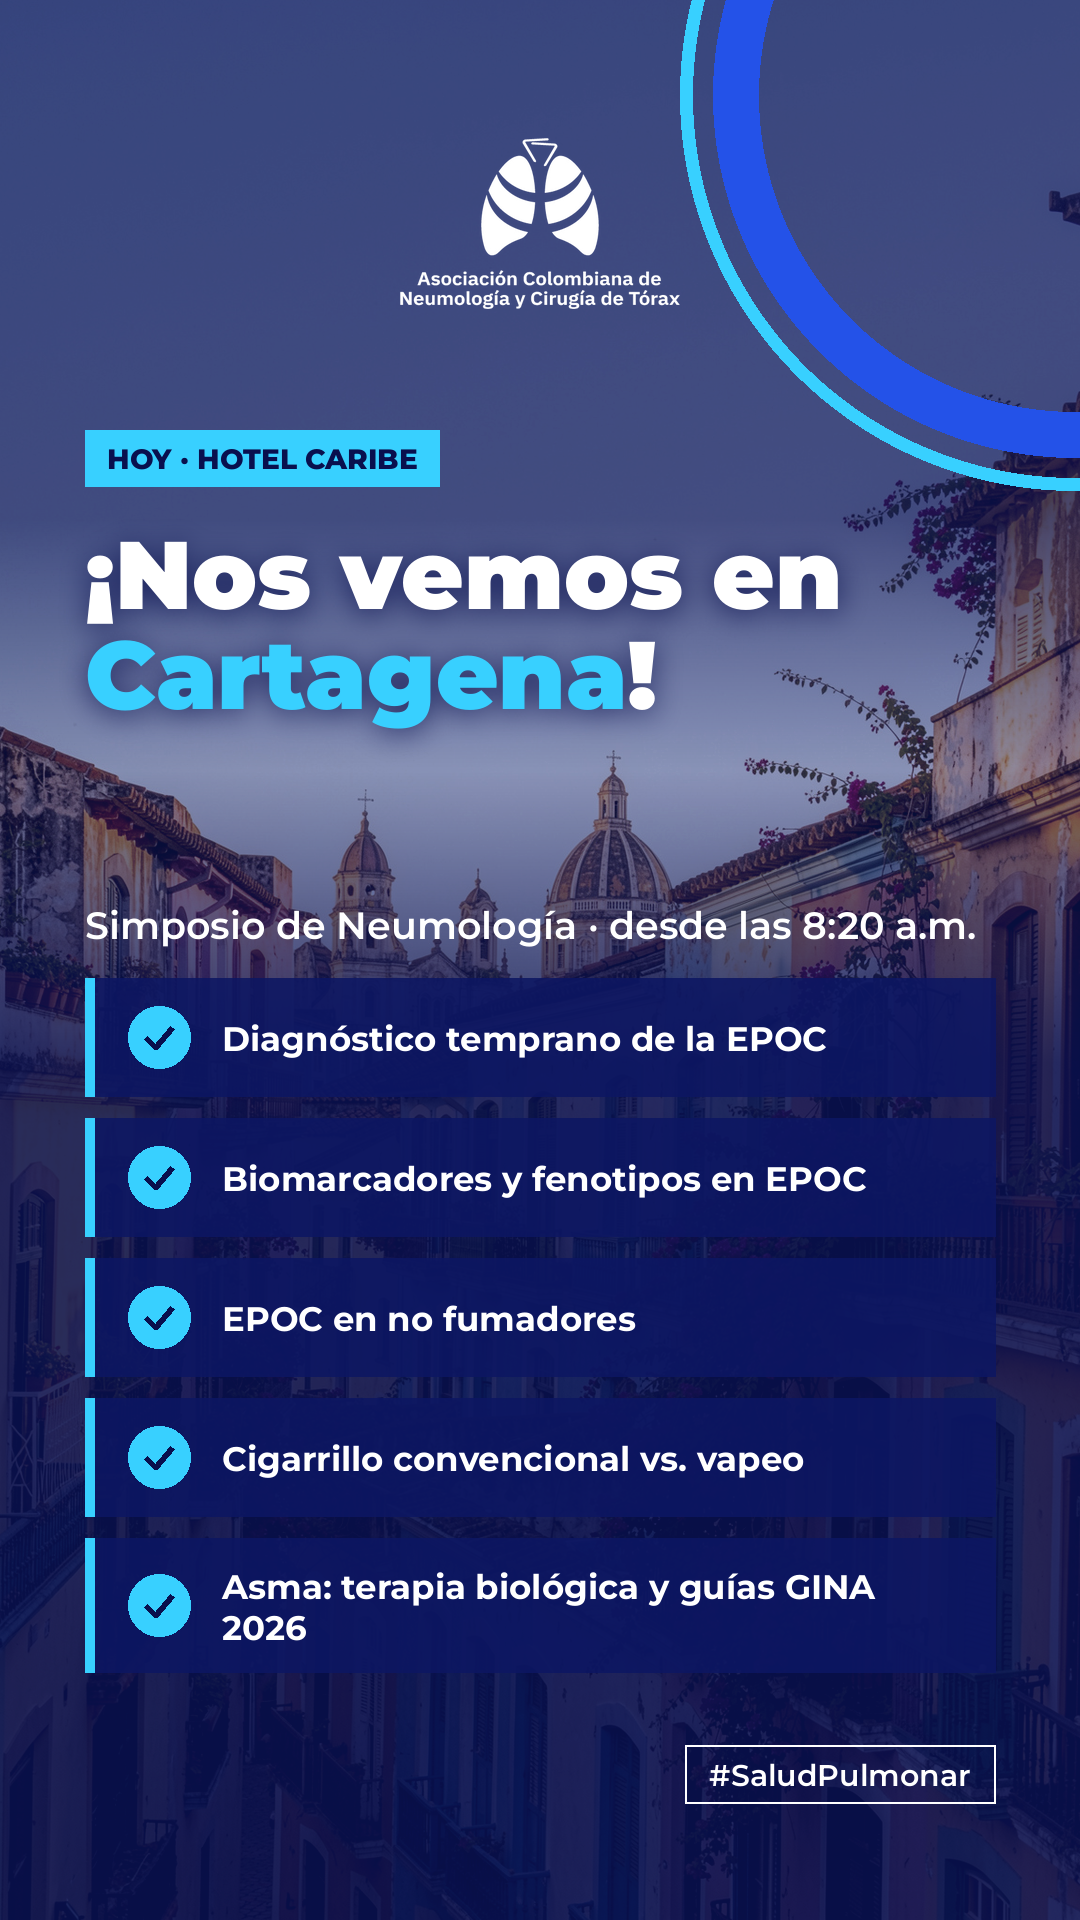 Asociación Colombiana de
Neumología y Cirugía de Tórax
HOY · HOTEL CARIBE
¡Nos vemos en
Cartagena!
Simposio de Neumología · desde las 8:20 a.m.
Diagnóstico temprano de la EPOC
Biomarcadores y fenotipos en EPOC
EPOC en no fumadores
Cigarrillo convencional vs. vapeo
Asma: terapia biológica y guías GINA
2026
#SaludPulmonar